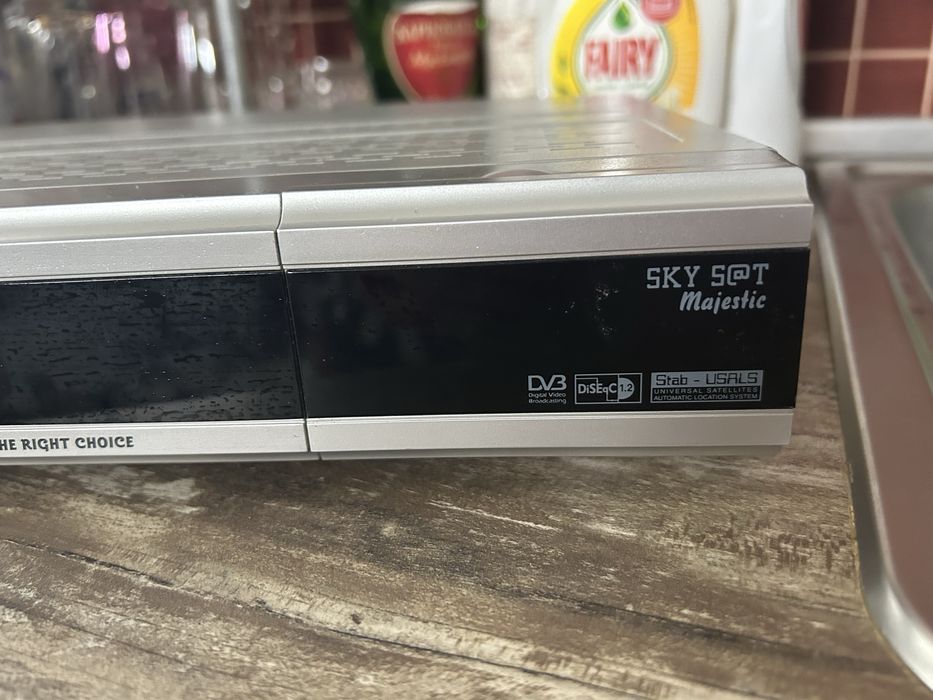 FAIRY
SKY S@T
Majestic
DVB
Digital Video
Broadcasting
DiSEqC 1.2
Stab - USALS
UNIVERSAL SATELLITES
AUTOMATIC LOCATION SYSTEM
HE RIGHT CHOICE